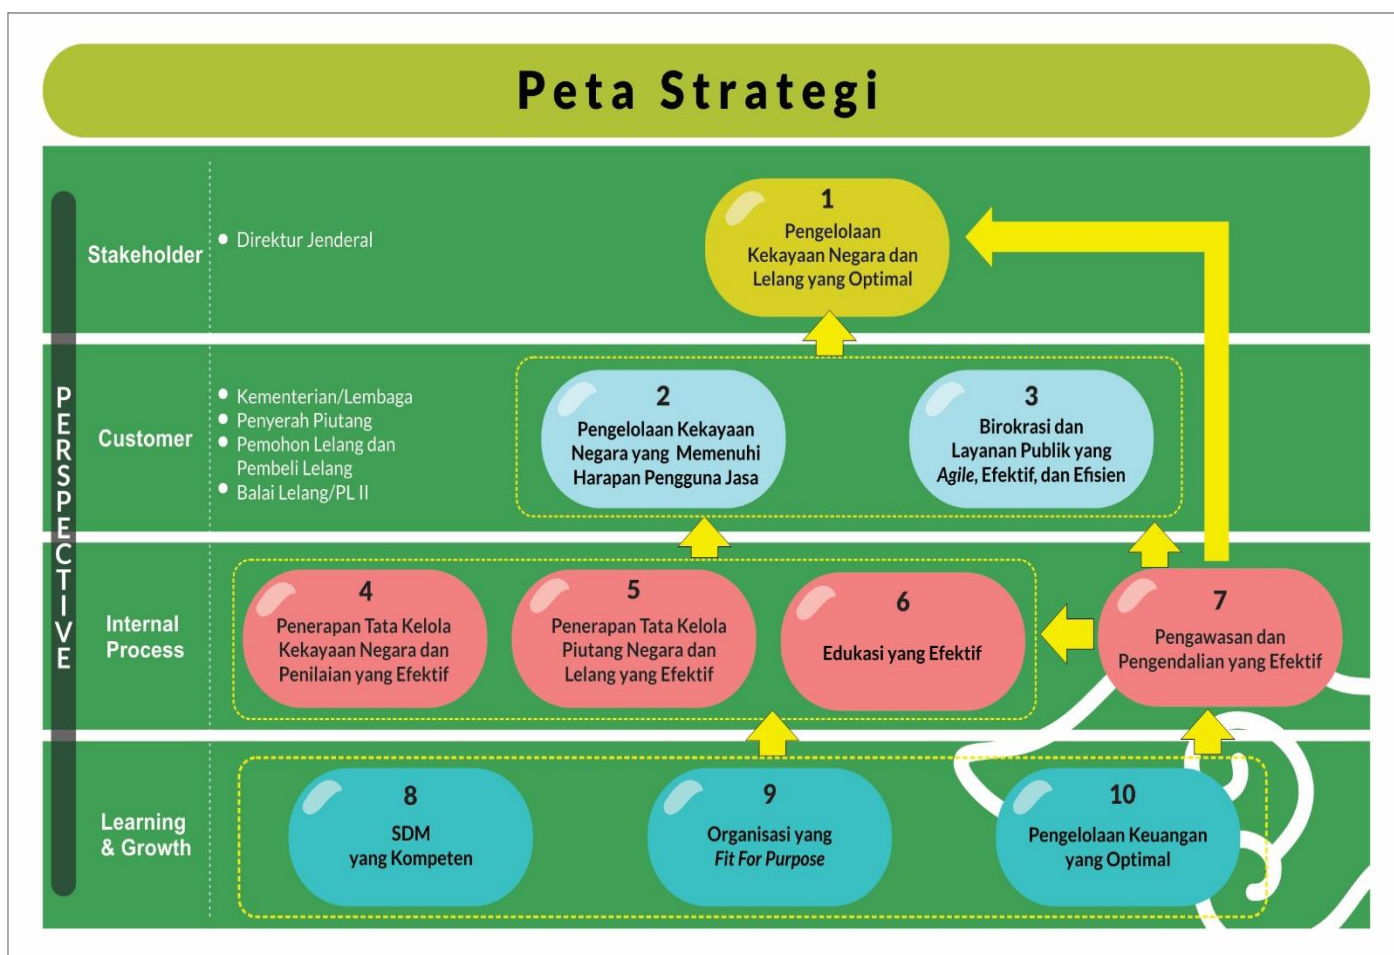 Peta Strategi
PERSPECTIVE
Stakeholder
Direktur Jenderal
1
Pengelolaan
Kekayaan Negara dan
Lelang yang Optimal
Customer
Kementerian/Lembaga
Penyerah Piutang
Pemohon Lelang dan
Pembeli Lelang
Balai Lelang/PL II
2
Pengelolaan Kekayaan
Negara yang Memenuhi
Harapan Pengguna Jasa
3
Birokrasi dan
Layanan Publik yang
Agile, Efektif, dan Efisien
Internal
Process
4
Penerapan Tata Kelola
Kekayaan Negara dan
Penilaian yang Efektif
5
Penerapan Tata Kelola
Piutang Negara dan
Lelang yang Efektif
6
Edukasi yang Efektif
7
Pengawasan dan
Pengendalian yang Efektif
Learning
& Growth
8
SDM
yang Kompeten
9
Organisasi yang
Fit For Purpose
10
Pengelolaan Keuangan
yang Optimal